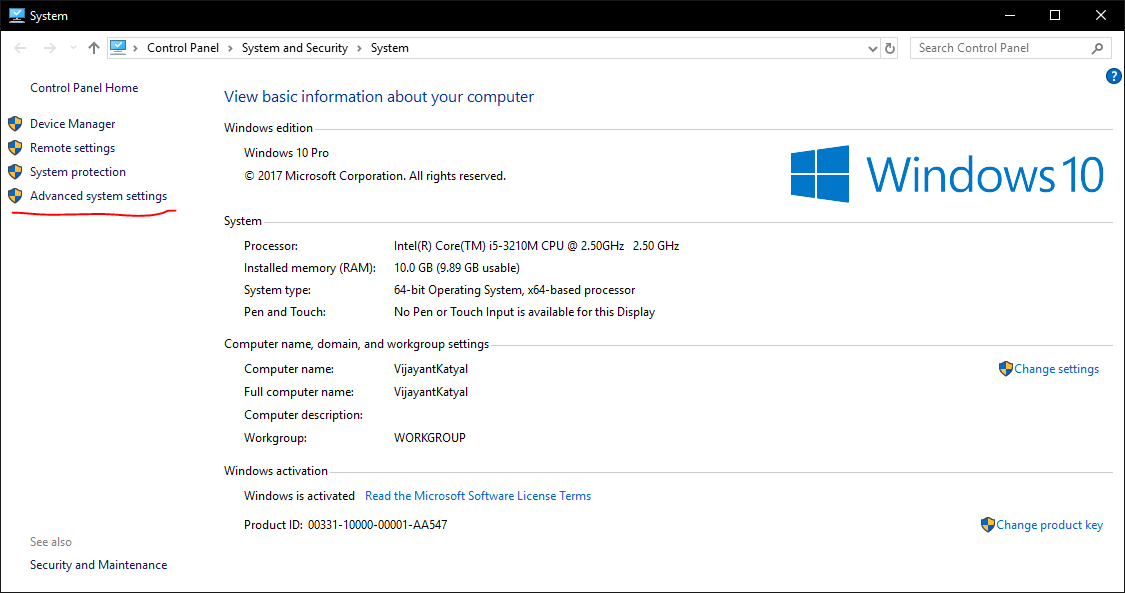 System
Control Panel > System and Security > System
Search Control Panel
?
Control Panel Home
Device Manager
Remote settings
System protection
Advanced system settings
View basic information about your computer
Windows edition
Windows 10 Pro
© 2017 Microsoft Corporation. All rights reserved.
Windows 10
System
Processor: Intel(R) Core(TM) i5-3210M CPU @ 2.50GHz 2.50 GHz
Installed memory (RAM): 10.0 GB (9.89 GB usable)
System type: 64-bit Operating System, x64-based processor
Pen and Touch: No Pen or Touch Input is available for this Display
Computer name, domain, and workgroup settings
Computer name: VijayantKatyal
Change settings
Full computer name: VijayantKatyal
Computer description:
Workgroup: WORKGROUP
Windows activation
Windows is activated Read the Microsoft Software License Terms
Product ID: 00331-10000-00001-AA547
Change product key
See also
Security and Maintenance